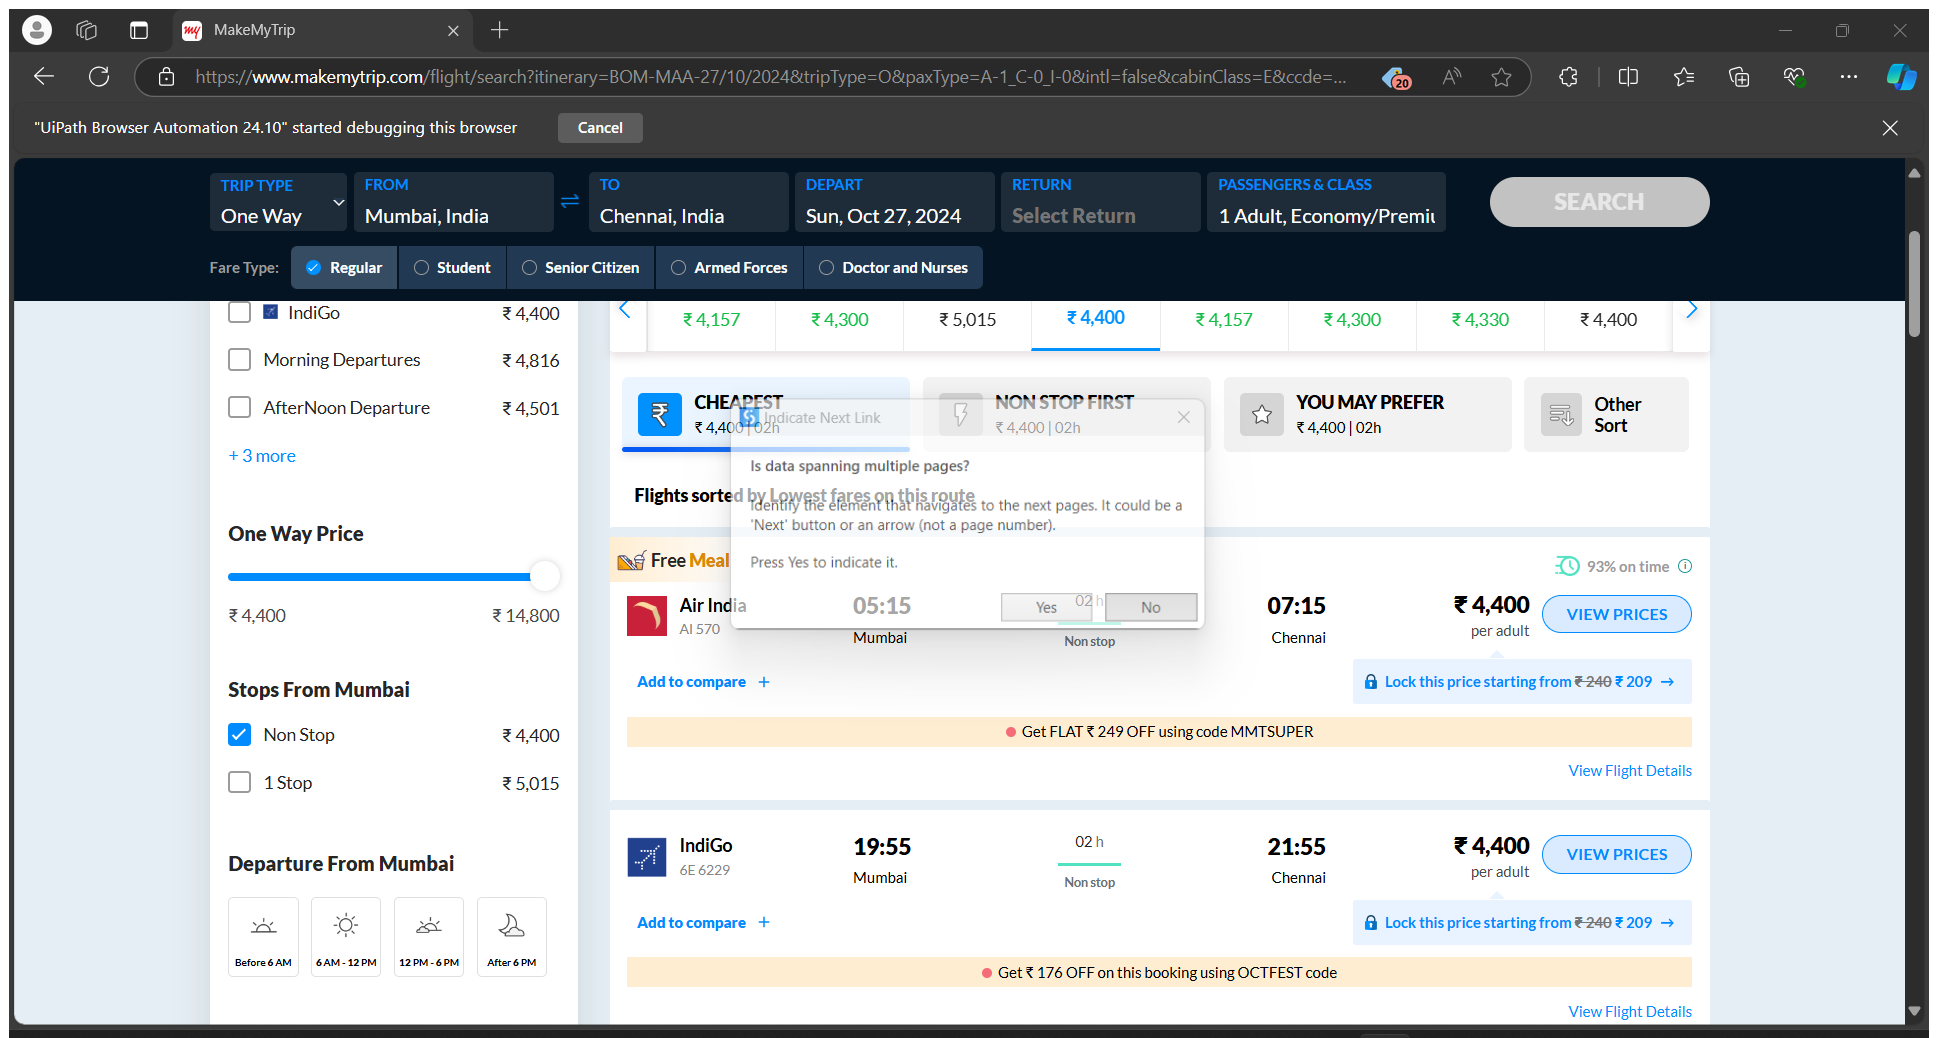 MakeMyTrip
https://www.makemytrip.com/flight/search?itinerary=BOM-MAA-27/10/2024&tripType=O&paxType=A-1_C-0_I-0&intl=false&cabinClass=E&ccde=...
20
"UiPath Browser Automation 24.10" started debugging this browser
Cancel
TRIP TYPE
One Way
FROM
Mumbai, India
TO
Chennai, India
DEPART
Sun, Oct 27, 2024
RETURN
Select Return
PASSENGERS & CLASS
1 Adult, Economy/Premiu
SEARCH
Fare Type:
Regular
Student
Senior Citizen
Armed Forces
Doctor and Nurses
IndiGo ₹ 4,400
Morning Departures ₹ 4,816
AfterNoon Departure ₹ 4,501
+ 3 more
One Way Price
₹ 4,400 ₹ 14,800
Stops From Mumbai
Non Stop ₹ 4,400
1 Stop ₹ 5,015
Departure From Mumbai
Before 6 AM
6 AM - 12 PM
12 PM - 6 PM
After 6 PM
₹ 4,157 ₹ 4,300 ₹ 5,015 ₹ 4,400 ₹ 4,157 ₹ 4,300 ₹ 4,330 ₹ 4,400
CHEAPEST
₹ 4,400 | 02h
NON STOP FIRST
₹ 4,400 | 02h
YOU MAY PREFER
₹ 4,400 | 02h
Other
Sort
Flights sorted by Lowest fares on this route
Indicate Next Link
Is data spanning multiple pages?
Identify the element that navigates to the next pages. It could be a
'Next' button or an arrow (not a page number).
Press Yes to indicate it.
Yes
No
Free Meal
93% on time
Air India
AI 570
05:15
Mumbai
02 h
Non stop
07:15
Chennai
₹ 4,400
per adult
VIEW PRICES
Add to compare +
Lock this price starting from ₹ 240 ₹ 209 →
Get FLAT ₹ 249 OFF using code MMTSUPER
View Flight Details
IndiGo
6E 6229
19:55
Mumbai
02 h
Non stop
21:55
Chennai
₹ 4,400
per adult
VIEW PRICES
Add to compare +
Lock this price starting from ₹ 240 ₹ 209 →
Get ₹ 176 OFF on this booking using OCTFEST code
View Flight Details